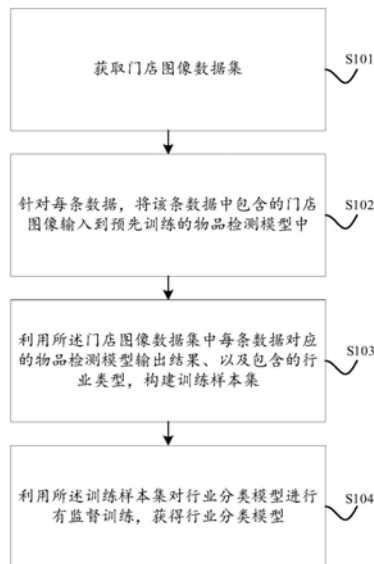 获取门店图像数据集
S101
针对每条数据，将该条数据中包含的门店
图像输入到预先训练的物品检测模型中
S102
利用所述门店图像数据集中每条数据对应
的物品检测模型输出结果、以及包含的行
业类型，构建训练样本集
S103
利用所述训练样本集对行业分类模型进行
有监督训练，获得行业分类模型
S104